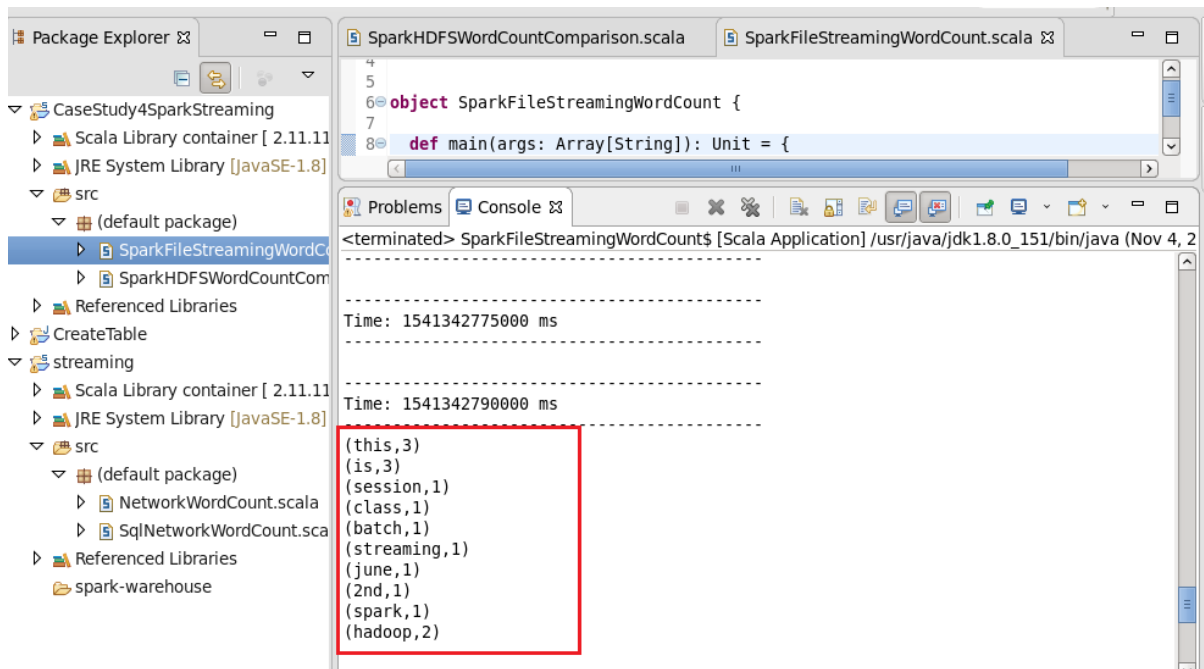 Package Explorer
CaseStudy4SparkStreaming
Scala Library container [ 2.11.11
JRE System Library [JavaSE-1.8]
src
(default package)
SparkFileStreamingWordCo
SparkHDFSWordCountCom
Referenced Libraries
CreateTable
streaming
Scala Library container [ 2.11.11
JRE System Library [JavaSE-1.8]
src
(default package)
NetworkWordCount.scala
SqlNetworkWordCount.sca
Referenced Libraries
spark-warehouse
SparkHDFSWordCountComparison.scala
SparkFileStreamingWordCount.scala
4
5
6 object SparkFileStreamingWordCount {
7
8 def main(args: Array[String]): Unit = {
Problems
Console
<terminated> SparkFileStreamingWordCount$ [Scala Application] /usr/java/jdk1.8.0_151/bin/java (Nov 4, 2
-------------------------------------------
-------------------------------------------
Time: 1541342775000 ms
-------------------------------------------
-------------------------------------------
Time: 1541342790000 ms
-------------------------------------------
(this,3)
(is,3)
(session,1)
(class,1)
(batch,1)
(streaming,1)
(june,1)
(2nd,1)
(spark,1)
(hadoop,2)